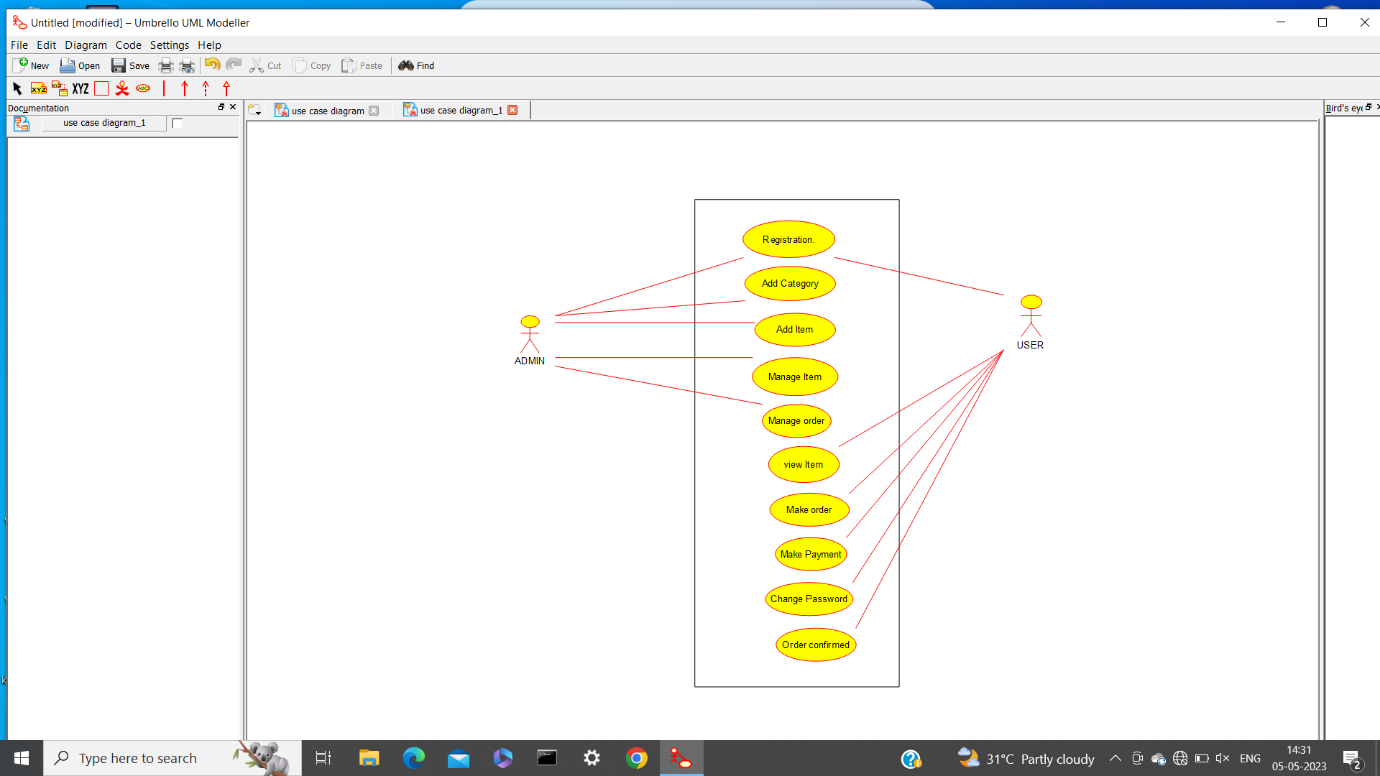 Untitled [modified] – Umbrello UML Modeller
File Edit Diagram Code Settings Help
New Open Save Cut Copy Paste Find
XYZ XYZ
Documentation
use case diagram use case diagram_1
Bird's eye
use case diagram_1
Registration.
Add Category
Add Item
ADMIN
USER
Manage Item
Manage order
view Item
Make order
Make Payment
Change Password
Order confirmed
Type here to search
31°C Partly cloudy
ENG
14:31
05-05-2023
2